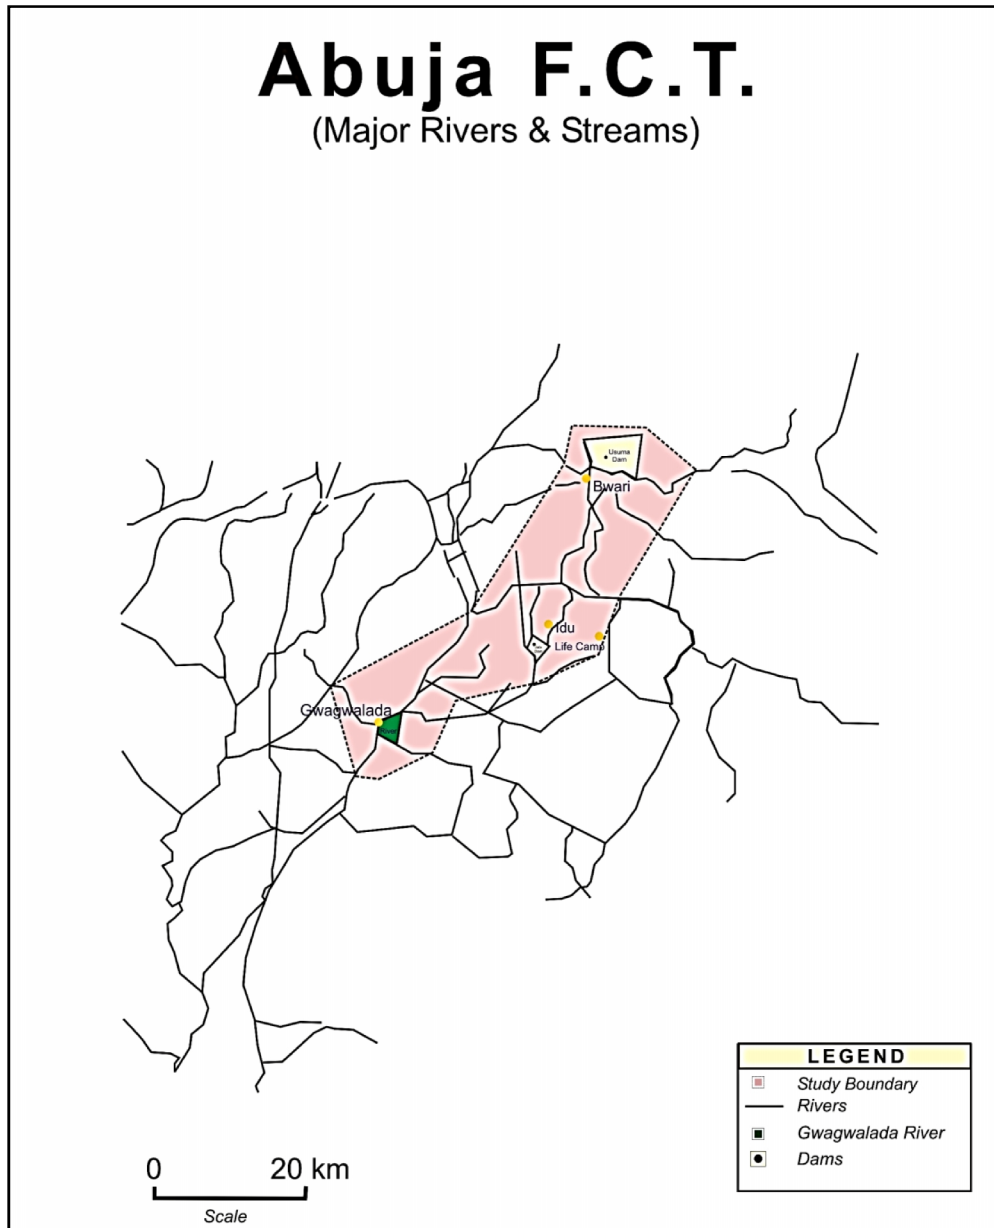 Abuja F.C.T.
(Major Rivers & Streams)
Usuma
Dam
Bwari
Idu
Life Camp
Gwagwalada
River
LEGEND
Study Boundary
Rivers
Gwagwalada River
Dams
0 20 km
Scale